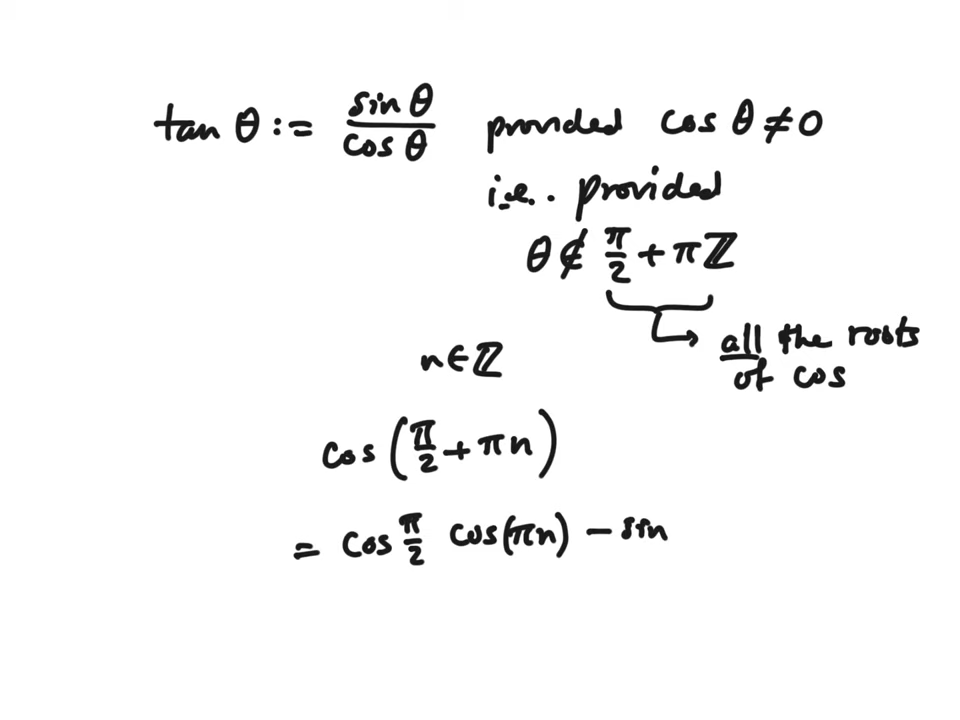 tan θ := sin θ / cos θ provided cos θ ≠ 0
i.e.. provided
θ ∉ π/2 + πℤ
all the roots
of cos
n ∈ ℤ
cos (π/2 + πn)
= cos π/2 cos(πn) − sin